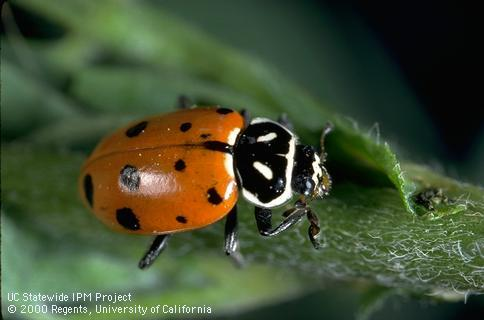 UC Statewide IPM Project
© 2000 Regents, University of California